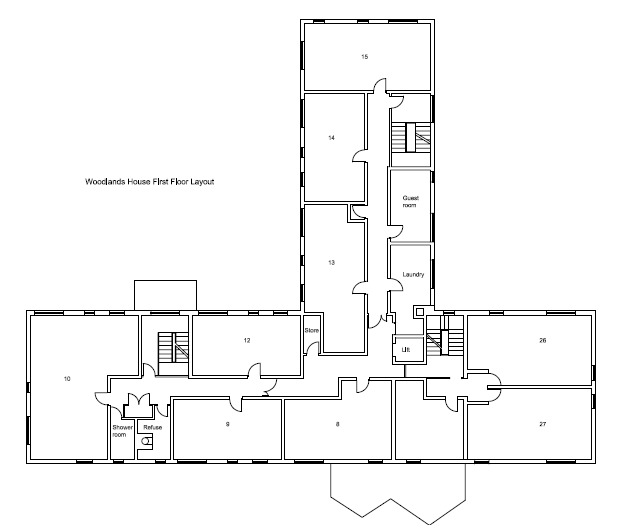 15
14
Woodlands House First Floor Layout
Guest
room
13
Laundry
Store
12
Lift
26
10
Shower
room
Refuse
9
8
27